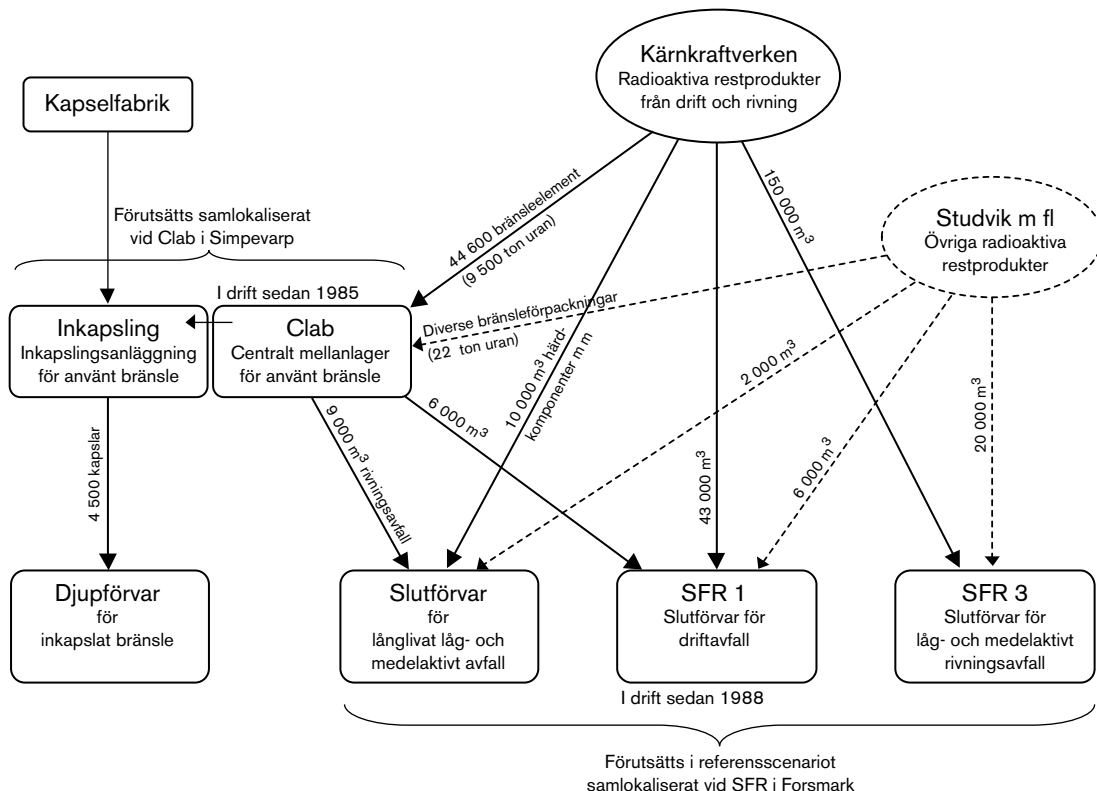 Kärnkraftverken
Radioaktiva restprodukter
från drift och rivning
Kapselfabrik
Studvik m fl
Övriga radioaktiva
restprodukter
Förutsätts samlokaliserat
vid Clab i Simpevarp
44 600 bränsleelement
(9 500 ton uran)
150 000 m³
I drift sedan 1985
Inkapsling
Inkapslingsanläggning
för använt bränsle
Clab
Centralt mellanlager
för använt bränsle
Diverse bränsleförpackningar
(22 ton uran)
4 500 kapslar
9 000 m³ rivningsavfall
6 000 m³
10 000 m³ härd-
komponenter m m
43 000 m³
2 000 m³
6 000 m³
20 000 m³
Djupförvar
för
inkapslat bränsle
Slutförvar
för
långlivat låg- och
medelaktivt avfall
SFR 1
Slutförvar för
driftavfall
SFR 3
Slutförvar för
låg- och medelaktivt
rivningsavfall
I drift sedan 1988
Förutsätts i referensscenariot
samlokaliserat vid SFR i Forsmark